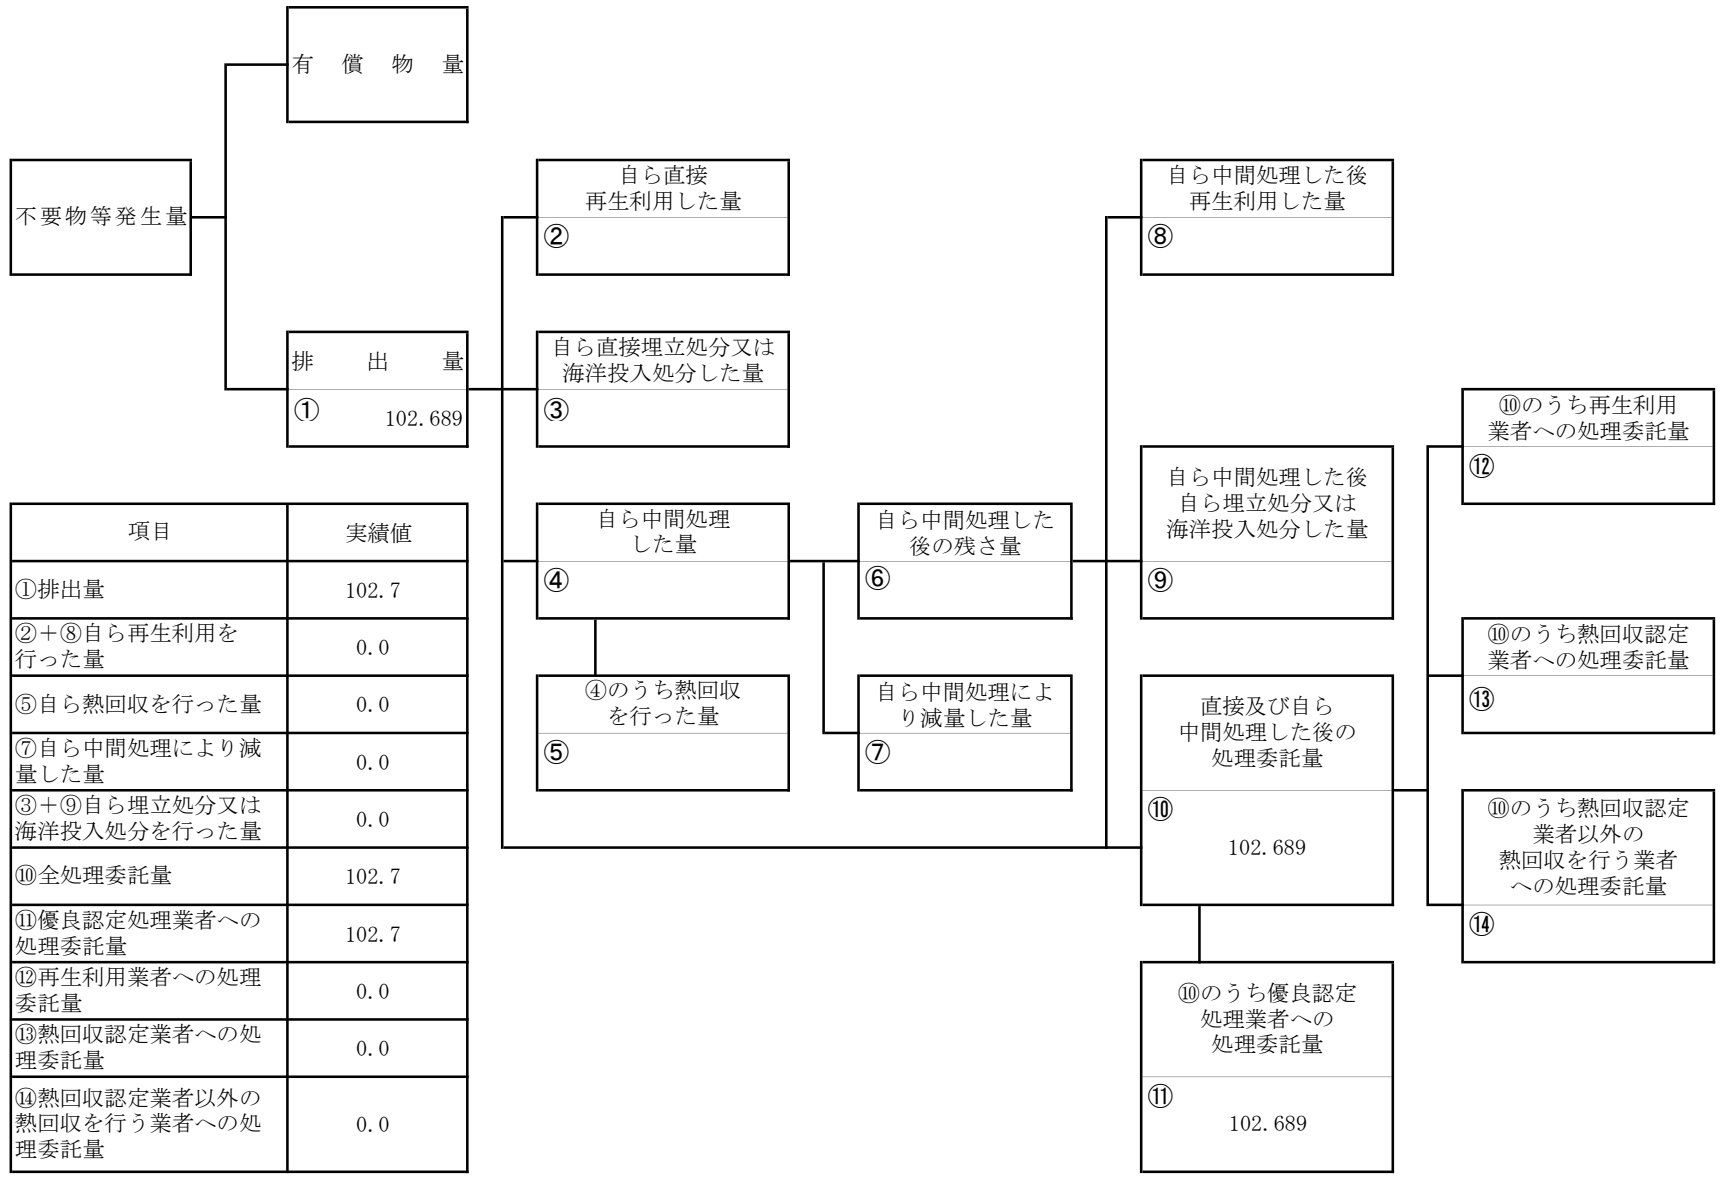 有償物量
不要物等発生量
排出量
①
102.689
自ら直接
再生利用した量
②
自ら直接埋立処分又は
海洋投入処分した量
③
自ら中間処理
した量
④
④のうち熱回収
を行った量
⑤
自ら中間処理した
後の残さ量
⑥
自ら中間処理によ
り減量した量
⑦
自ら中間処理した後
再生利用した量
⑧
自ら中間処理した後
自ら埋立処分又は
海洋投入処分した量
⑨
直接及び自ら
中間処理した後の
処理委託量
⑩
102.689
⑩のうち優良認定
処理業者への
処理委託量
⑪
102.689
⑩のうち再生利用
業者への処理委託量
⑫
⑩のうち熱回収認定
業者への処理委託量
⑬
⑩のうち熱回収認定
業者以外の
熱回収を行う業者
への処理委託量
⑭
項目 実績値
①排出量 102.7
②＋⑧自ら再生利用を
行った量
0.0
⑤自ら熱回収を行った量 0.0
⑦自ら中間処理により減
量した量
0.0
③＋⑨自ら埋立処分又は
海洋投入処分を行った量
0.0
⑩全処理委託量 102.7
⑪優良認定処理業者への
処理委託量
102.7
⑫再生利用業者への処理
委託量
0.0
⑬熱回収認定業者への処
理委託量
0.0
⑭熱回収認定業者以外の
熱回収を行う業者への処
理委託量
0.0